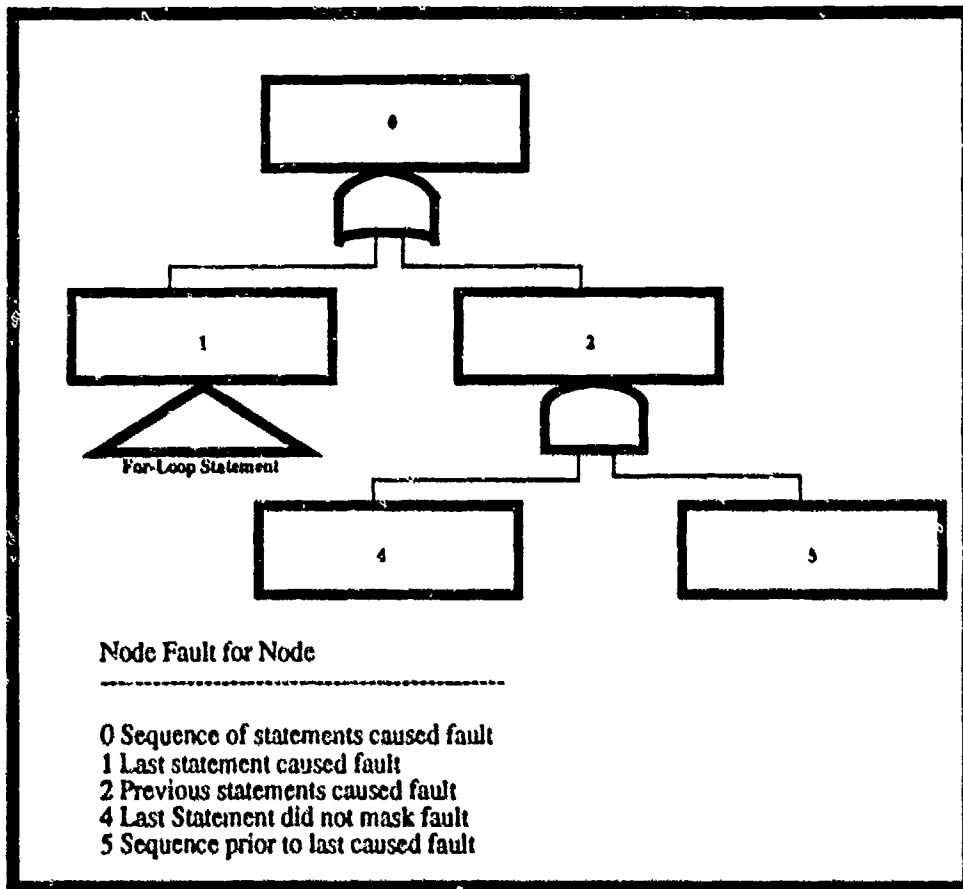 0
1
2
For-Loop Statement
4
5
Node Fault for Node
--------------------------------------------------
0 Sequence of statements caused fault
1 Last statement caused fault
2 Previous statements caused fault
4 Last Statement did not mask fault
5 Sequence prior to last caused fault